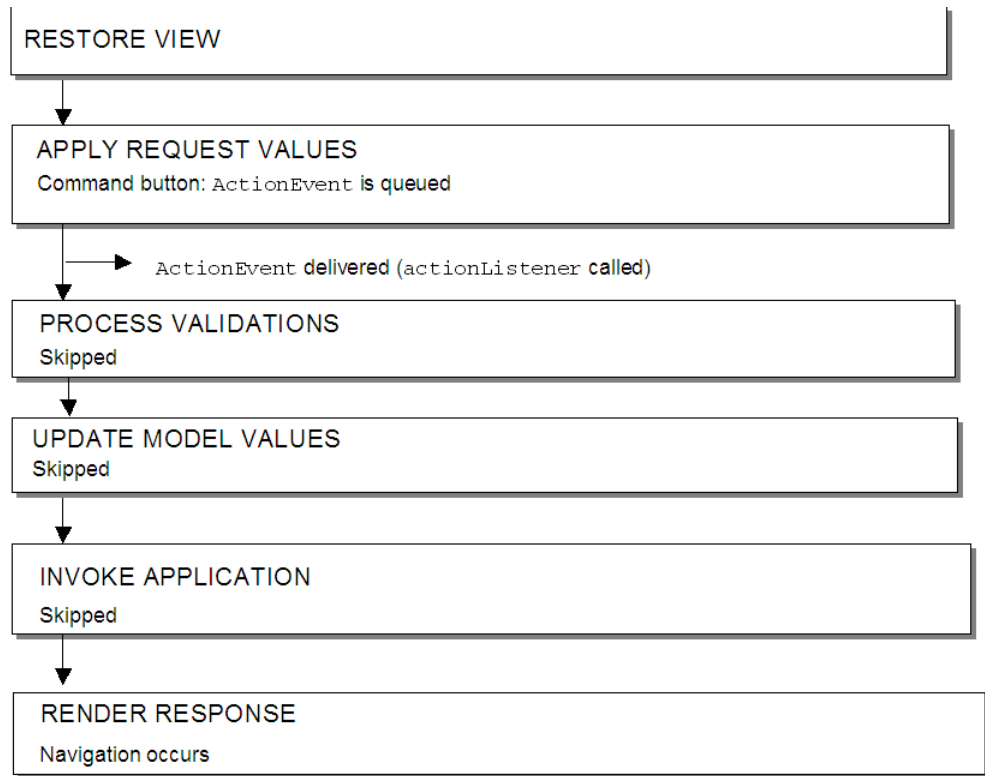 RESTORE VIEW
APPLY REQUEST VALUES
Command button: ActionEvent is queued
ActionEvent delivered (actionListener called)
PROCESS VALIDATIONS
Skipped
UPDATE MODEL VALUES
Skipped
INVOKE APPLICATION
Skipped
RENDER RESPONSE
Navigation occurs